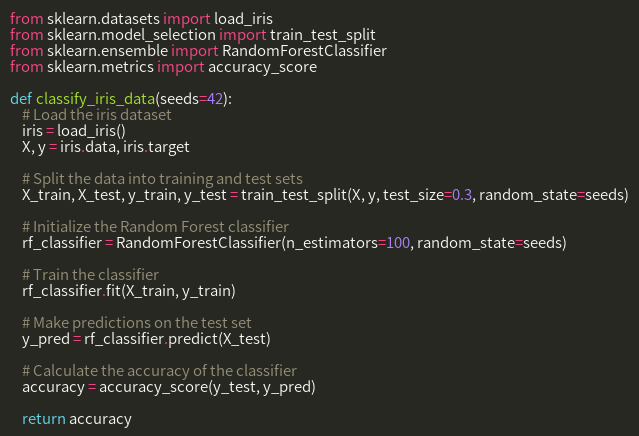 from sklearn.datasets import load_iris
from sklearn.model_selection import train_test_split
from sklearn.ensemble import RandomForestClassifier
from sklearn.metrics import accuracy_score

def classify_iris_data(seeds=42):
    # Load the iris dataset
    iris = load_iris()
    X, y = iris.data, iris.target

    # Split the data into training and test sets
    X_train, X_test, y_train, y_test = train_test_split(X, y, test_size=0.3, random_state=seeds)

    # Initialize the Random Forest classifier
    rf_classifier = RandomForestClassifier(n_estimators=100, random_state=seeds)

    # Train the classifier
    rf_classifier.fit(X_train, y_train)

    # Make predictions on the test set
    y_pred = rf_classifier.predict(X_test)

    # Calculate the accuracy of the classifier
    accuracy = accuracy_score(y_test, y_pred)

    return accuracy